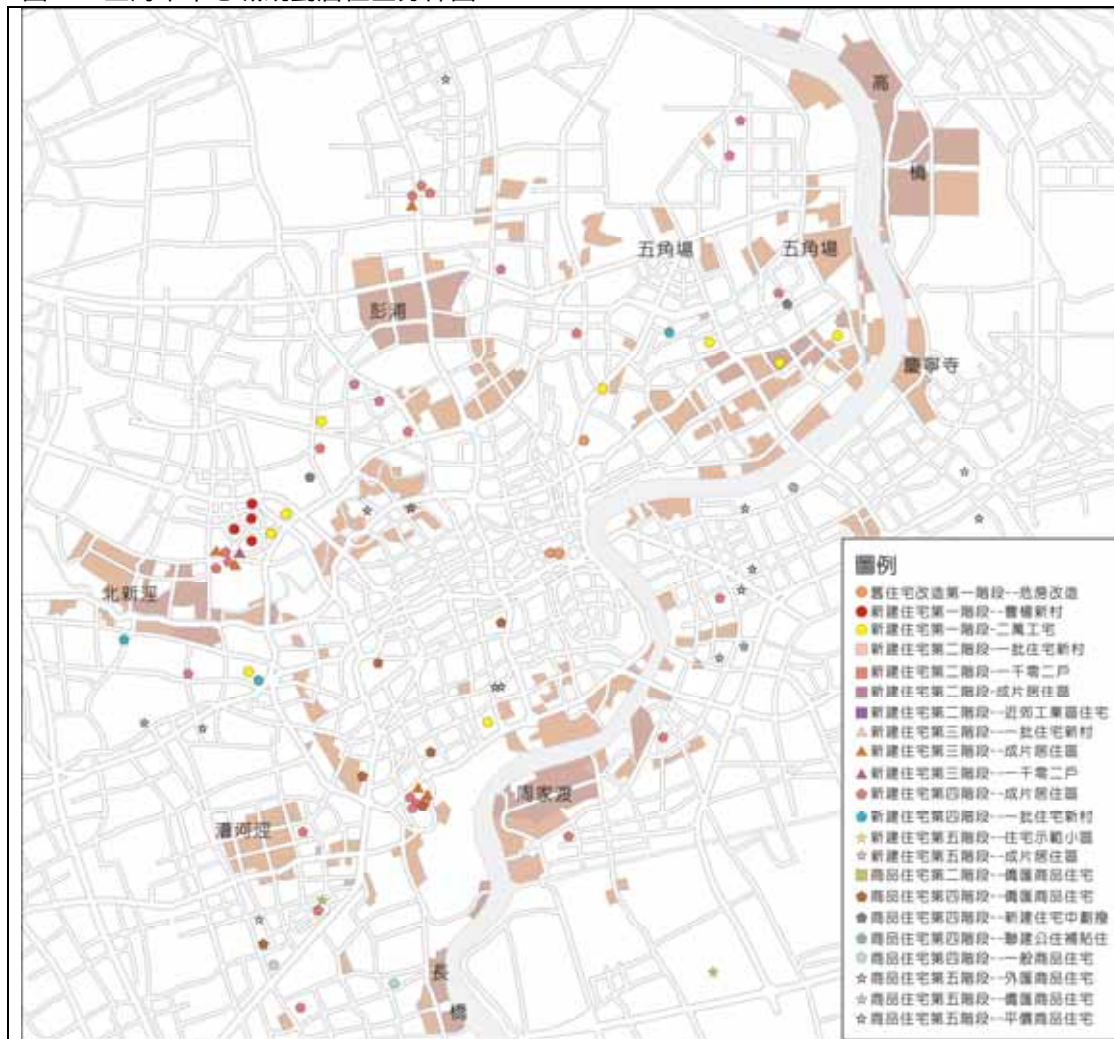 高
橋
五角場
五角場
彭浦
慶寧寺
北新涇
周家渡
漕河涇
長
橋
圖例
舊住宅改造第一階段--危房改造
新建住宅第一階段--曹楊新村
新建住宅第一階段-二萬工宅
新建住宅第二階段-一批住宅新村
新建住宅第二階段--一千零二戶
新建住宅第二階段-成片居住區
新建住宅第二階段--近郊工業區住宅
新建住宅第三階段--一批住宅新村
新建住宅第三階段--成片居住區
新建住宅第三階段--一千零二戶
新建住宅第四階段--成片居住區
新建住宅第四階段--一批住宅新村
新建住宅第五階段--住宅示範小區
新建住宅第五階段--成片居住區
商品住宅第二階段--僑匯商品住宅
商品住宅第四階段--僑匯商品住宅
商品住宅第四階段--新建住宅中劃撥
商品住宅第四階段--聯建公住補貼住
商品住宅第四階段--一般商品住宅
商品住宅第五階段--外匯商品住宅
商品住宅第五階段--僑匯商品住宅
商品住宅第五階段--平價商品住宅